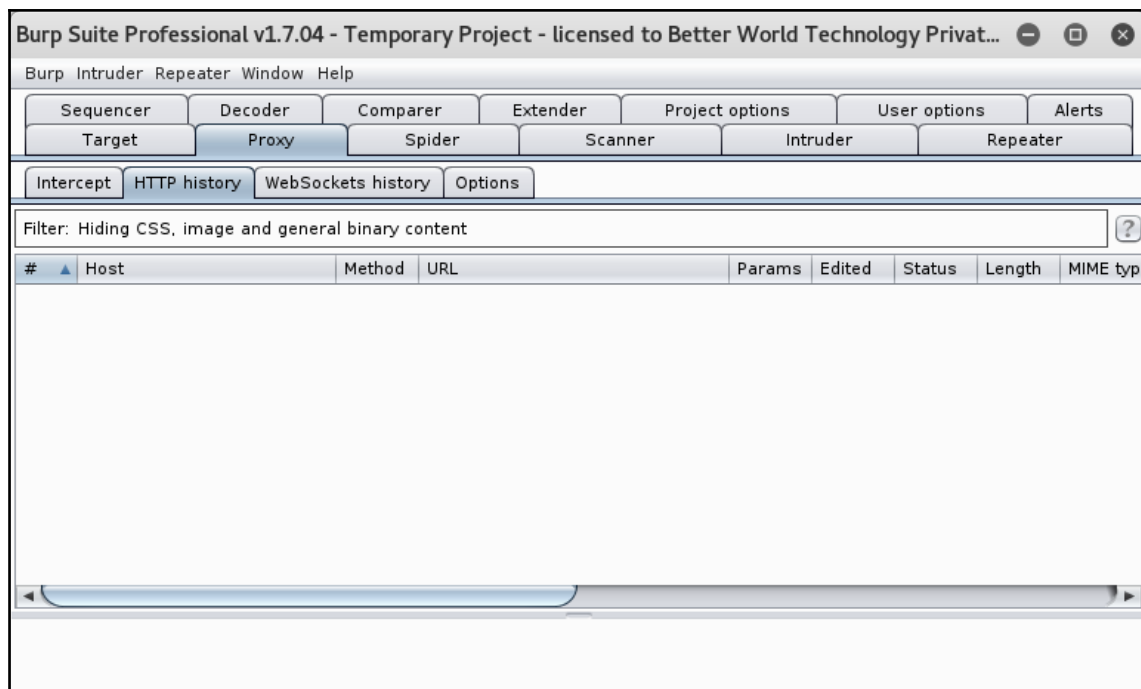 Burp Suite Professional v1.7.04 - Temporary Project - licensed to Better World Technology Privat...
Burp Intruder Repeater Window Help
Sequencer Decoder Comparer Extender Project options User options Alerts
Target Proxy Spider Scanner Intruder Repeater
Intercept HTTP history WebSockets history Options
Filter: Hiding CSS, image and general binary content ?
# Host Method URL Params Edited Status Length MIME typ